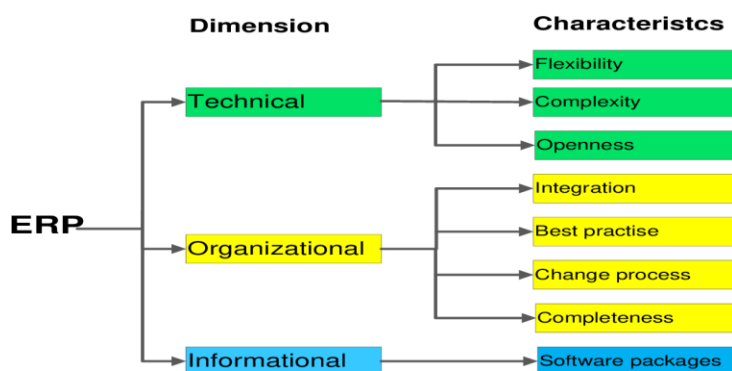 Dimension
Characteristcs
ERP
Technical
Flexibility
Complexity
Openness
Organizational
Integration
Best practise
Change process
Completeness
Informational
Software packages